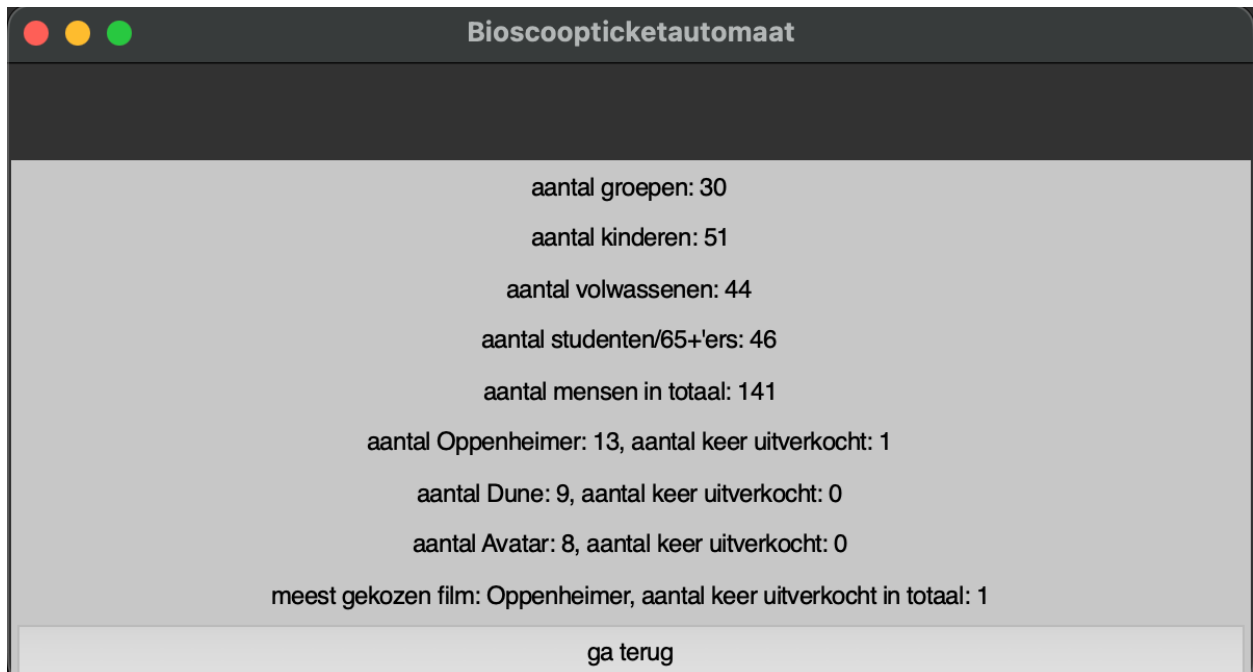 Bioscoopticketautomaat
aantal groepen: 30
aantal kinderen: 51
aantal volwassenen: 44
aantal studenten/65+'ers: 46
aantal mensen in totaal: 141
aantal Oppenheimer: 13, aantal keer uitverkocht: 1
aantal Dune: 9, aantal keer uitverkocht: 0
aantal Avatar: 8, aantal keer uitverkocht: 0
meest gekozen film: Oppenheimer, aantal keer uitverkocht in totaal: 1
ga terug